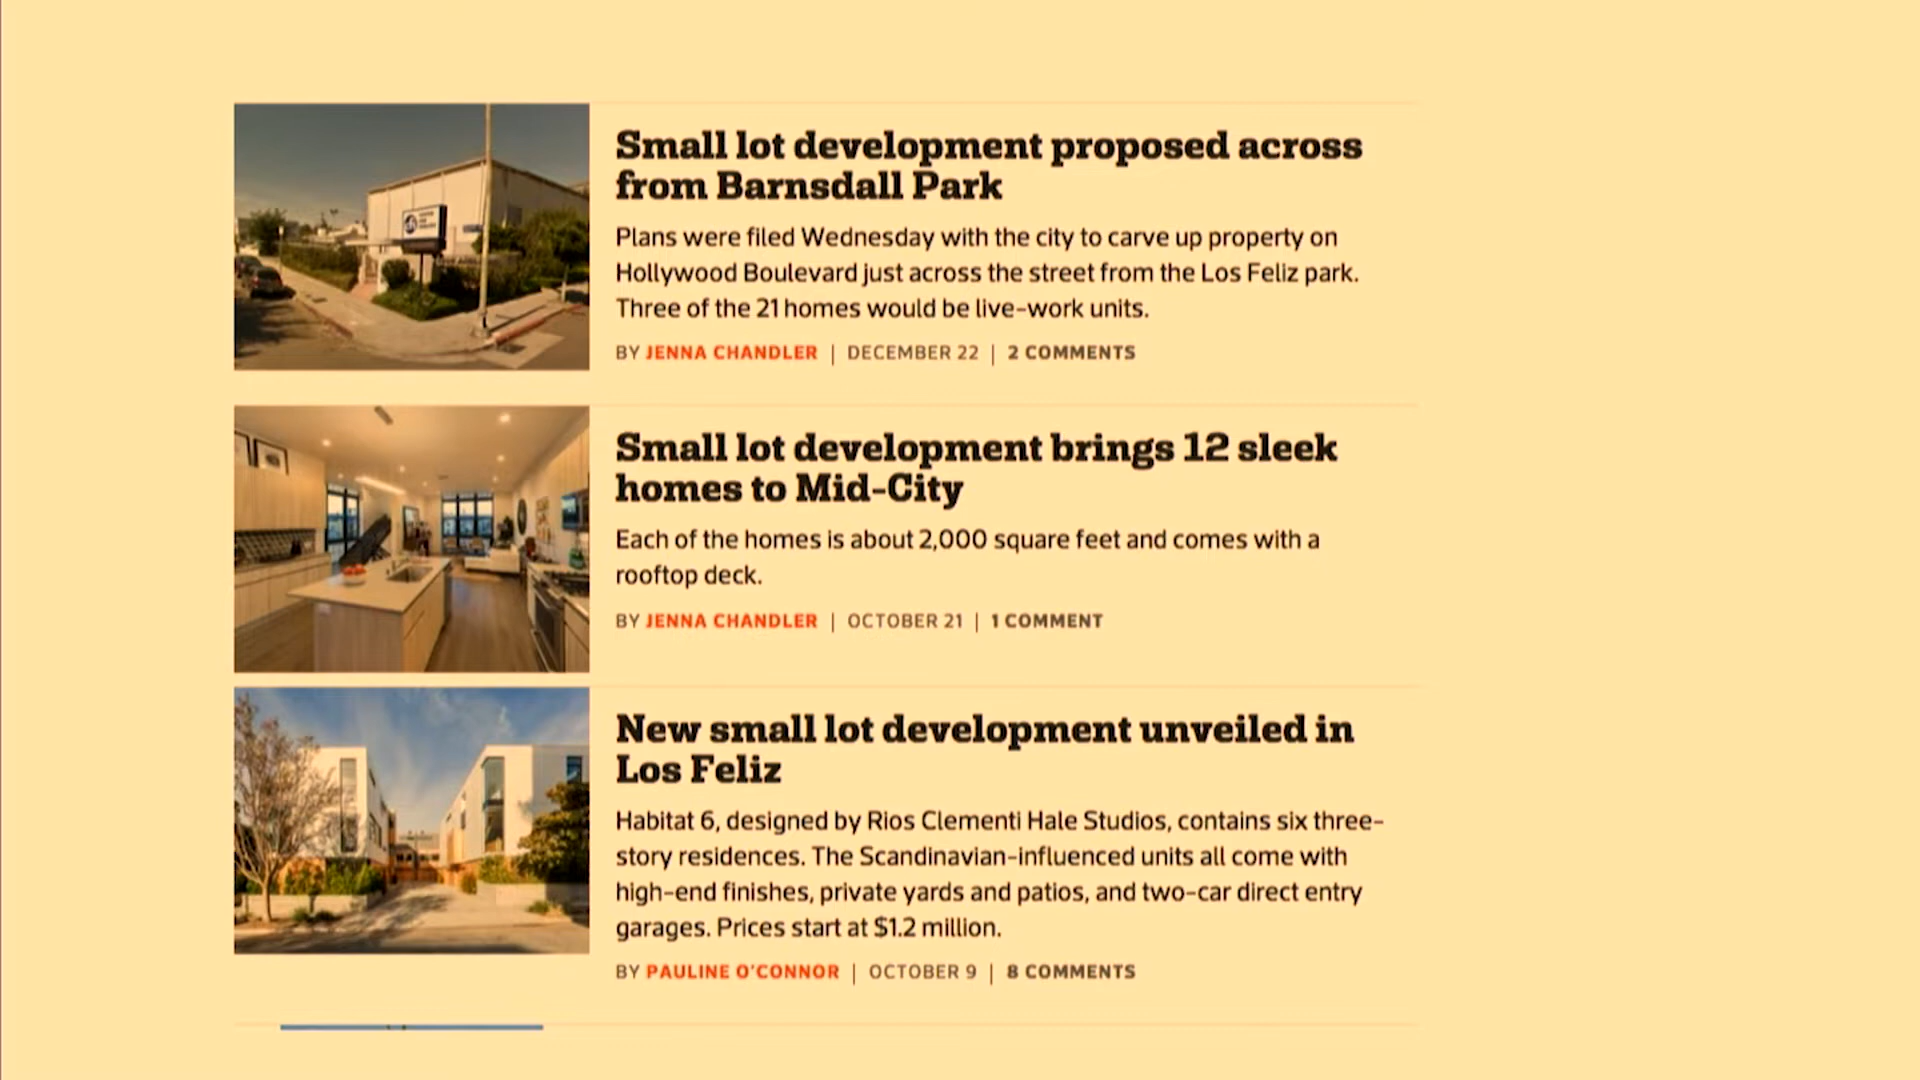 Small lot development proposed across
from Barnsdall Park
Plans were filed Wednesday with the city to carve up property on
Hollywood Boulevard just across the street from the Los Feliz park.
Three of the 21 homes would be live-work units.
BY JENNA CHANDLER | DECEMBER 22 | 2 COMMENTS
Small lot development brings 12 sleek
homes to Mid-City
Each of the homes is about 2,000 square feet and comes with a
rooftop deck.
BY JENNA CHANDLER | OCTOBER 21 | 1 COMMENT
New small lot development unveiled in
Los Feliz
Habitat 6, designed by Rios Clementi Hale Studios, contains six three-
story residences. The Scandinavian-influenced units all come with
high-end finishes, private yards and patios, and two-car direct entry
garages. Prices start at $1.2 million.
BY PAULINE O'CONNOR | OCTOBER 9 | 8 COMMENTS